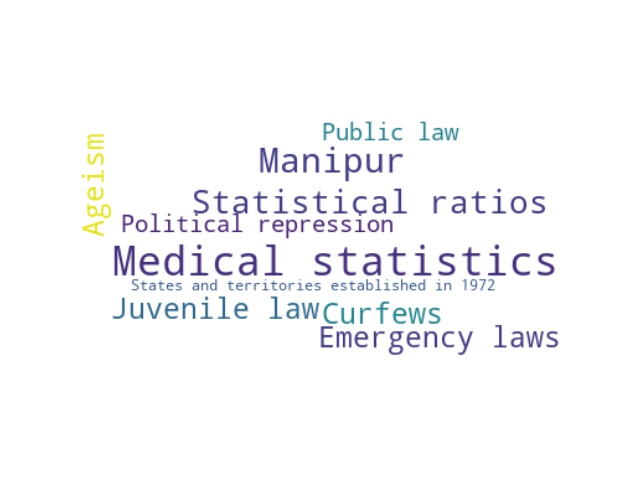 Public law
Ageism
Manipur
Statistical ratios
Political repression
Medical statistics
States and territories established in 1972
Juvenile law
Curfews
Emergency laws